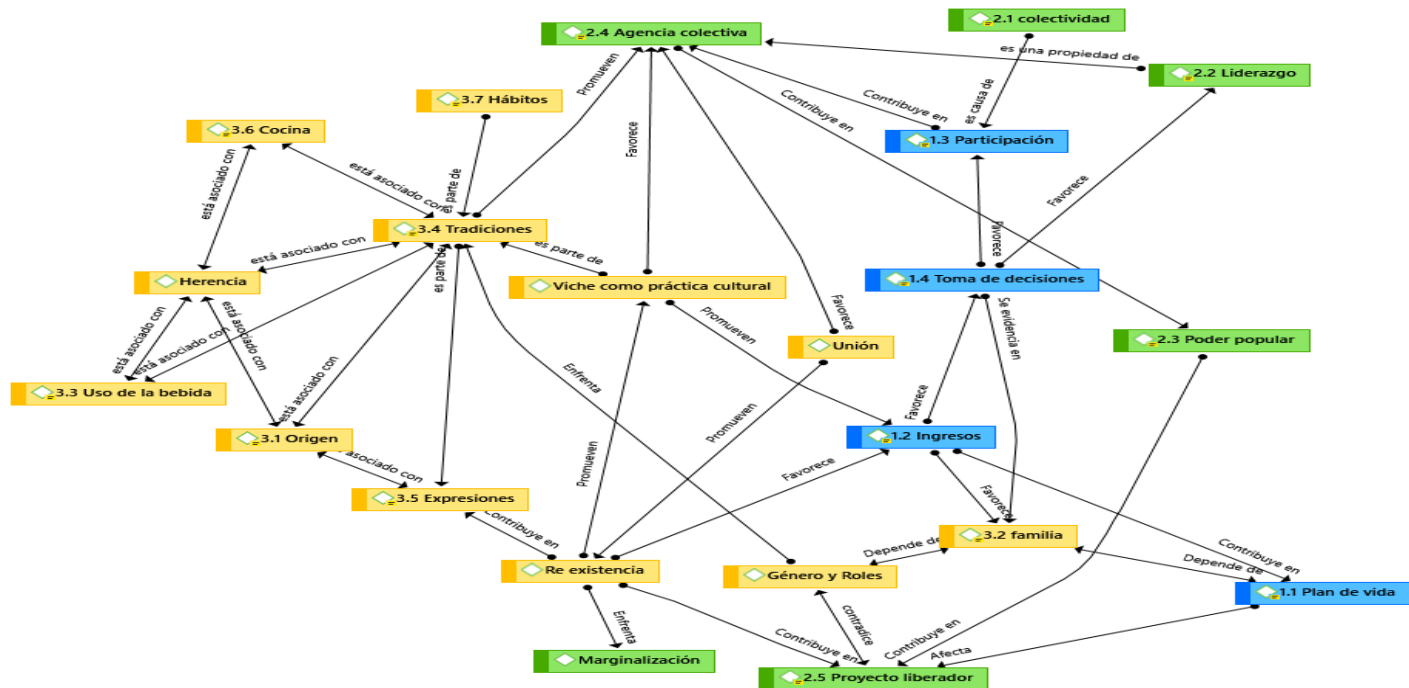 2.1 colectividad
2.4 Agencia colectiva
es una propiedad de
2.2 Liderazgo
Promueven
3.7 Hábitos
Contribuye en
Contribuye en
es causa de
3.6 Cocina
1.3 Participación
Favorece
está asociado con
está asociado con
es parte de
Favorece
3.4 Tradiciones
está asociado con
es parte de
es parte de
Favorece
Herencia
Viche como práctica cultural
1.4 Toma de decisiones
está asociado con
está asociado con
está asociado con
Promueven
Favorece
Se evidencia en
Unión
2.3 Poder popular
Enfrenta
3.3 Uso de la bebida
está asociado con
Favorece
Promueven
3.1 Origen
1.2 Ingresos
asociado con
Promueven
Favorece
Favorece
3.5 Expresiones
Contribuye en
Contribuye en
3.2 familia
Depende de
Depende de
Re existencia
Género y Roles
1.1 Plan de vida
Enfrenta
contradice
Contribuye en
Contribuye en
Afecta
Marginalización
2.5 Proyecto liberador